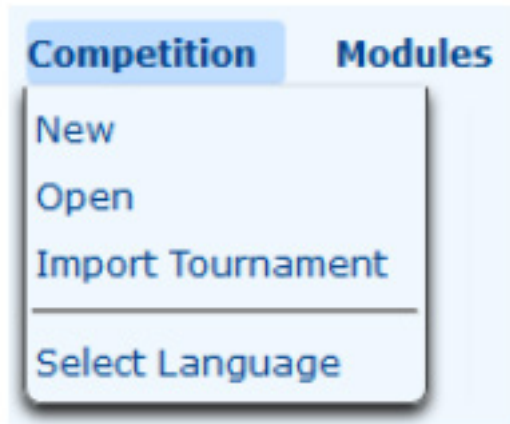 Competition Modules
New
Open
Import Tournament
Select Language